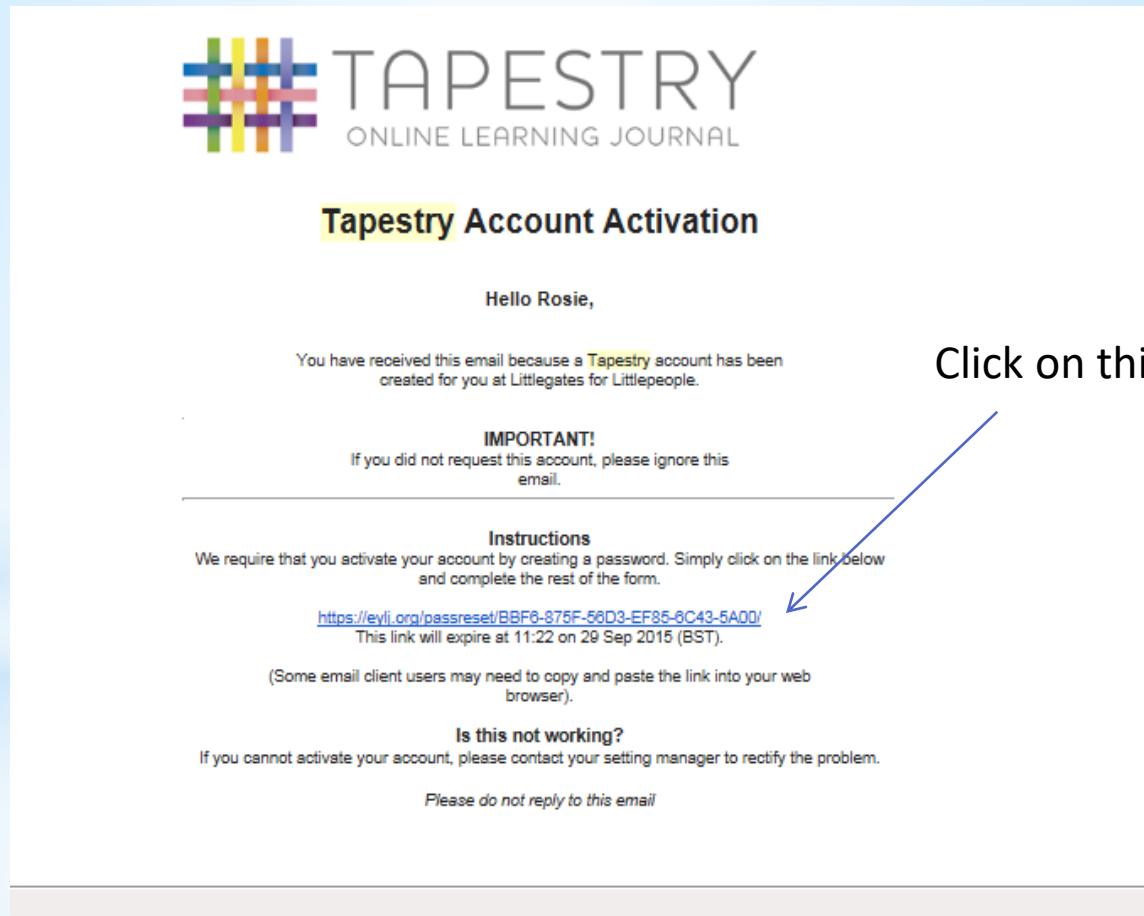 TAPESTRY
ONLINE LEARNING JOURNAL
Tapestry Account Activation
Hello Rosie,
You have received this email because a Tapestry account has been
created for you at Littlegates for Littlepeople.
Click on thi
IMPORTANT!
If you did not request this account, please ignore this
email.
Instructions
We require that you activate your account by creating a password. Simply click on the link below
and complete the rest of the form.
https://eylj.org/passreset/BBF6-875F-56D3-EF85-6C43-5A00/
This link will expire at 11:22 on 29 Sep 2015 (BST).
(Some email client users may need to copy and paste the link into your web
browser).
Is this not working?
If you cannot activate your account, please contact your setting manager to rectify the problem.
Please do not reply to this email